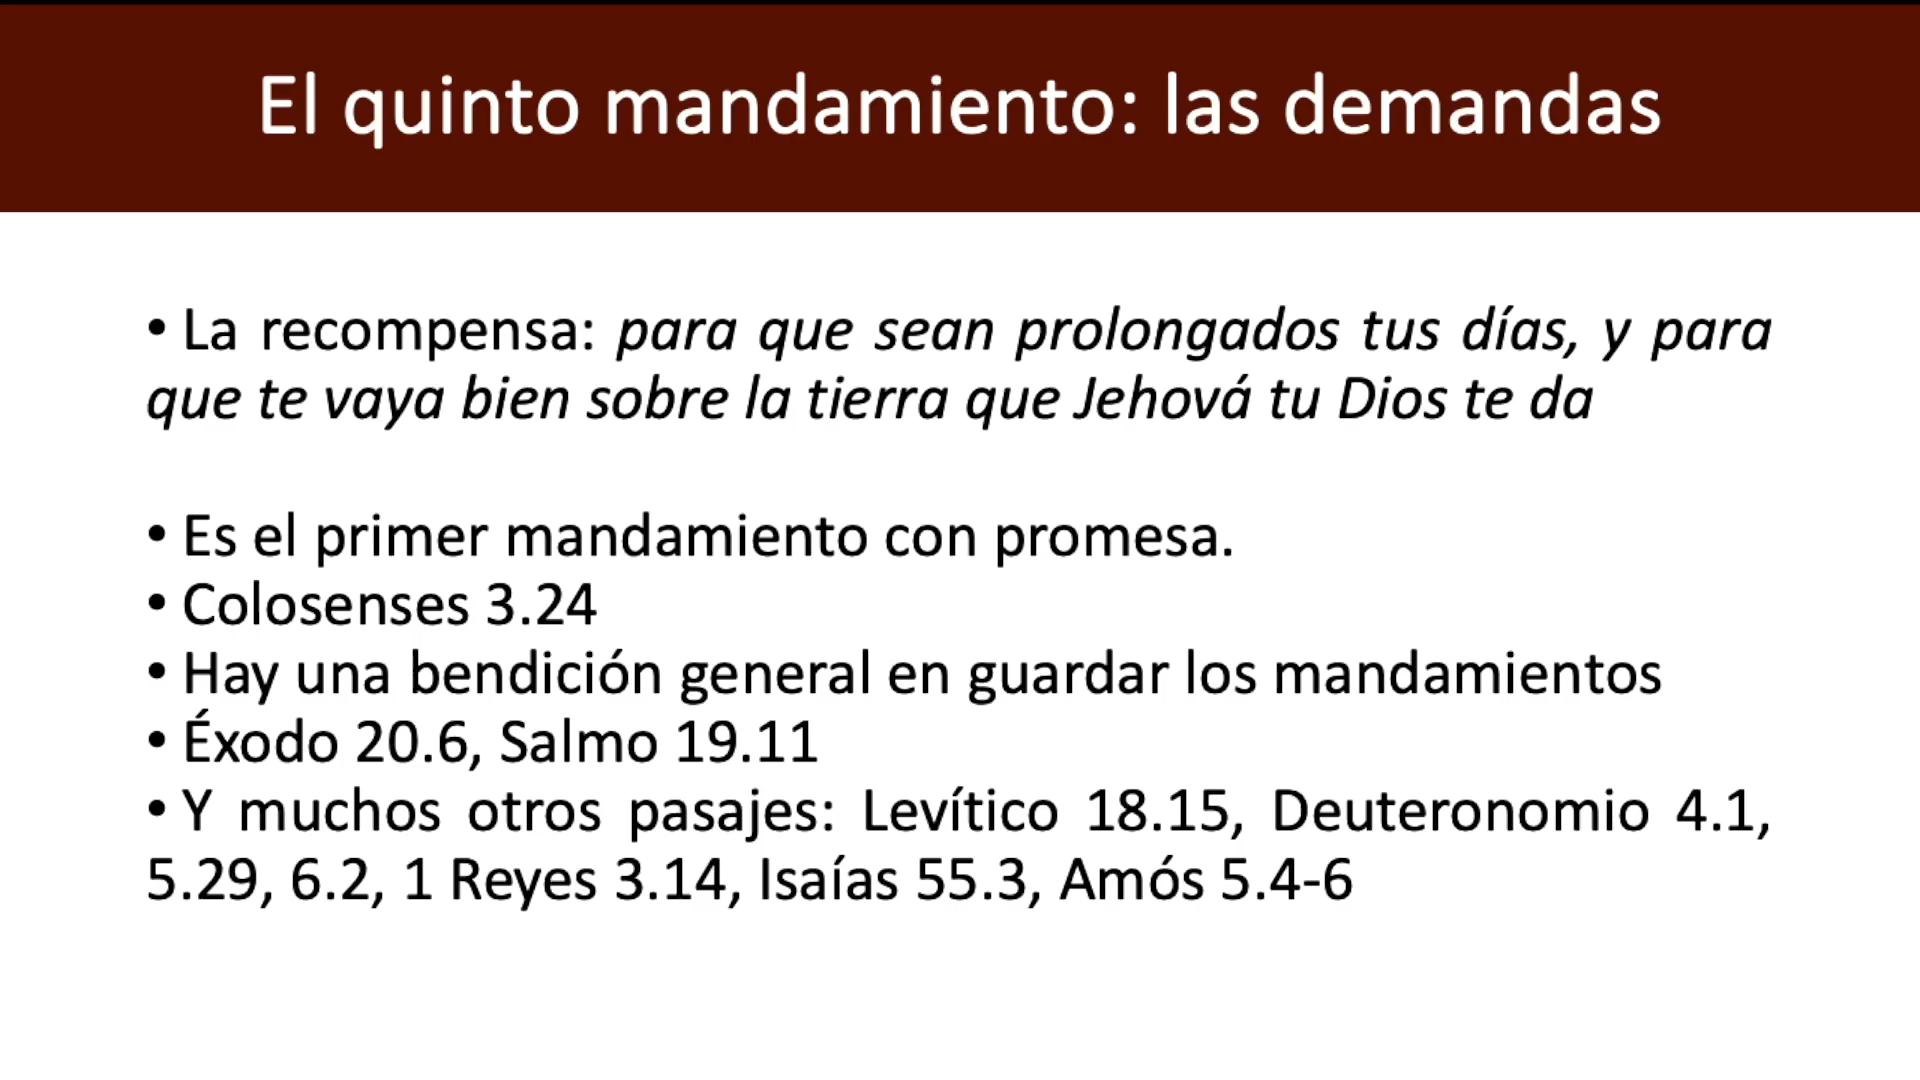 El quinto mandamiento: las demandas
• La recompensa: para que sean prolongados tus días, y para
que te vaya bien sobre la tierra que Jehová tu Dios te da
• Es el primer mandamiento con promesa.
• Colosenses 3.24
• Hay una bendición general en guardar los mandamientos
• Éxodo 20.6, Salmo 19.11
• Y muchos otros pasajes: Levítico 18.15, Deuteronomio 4.1,
5.29, 6.2, 1 Reyes 3.14, Isaías 55.3, Amós 5.4-6